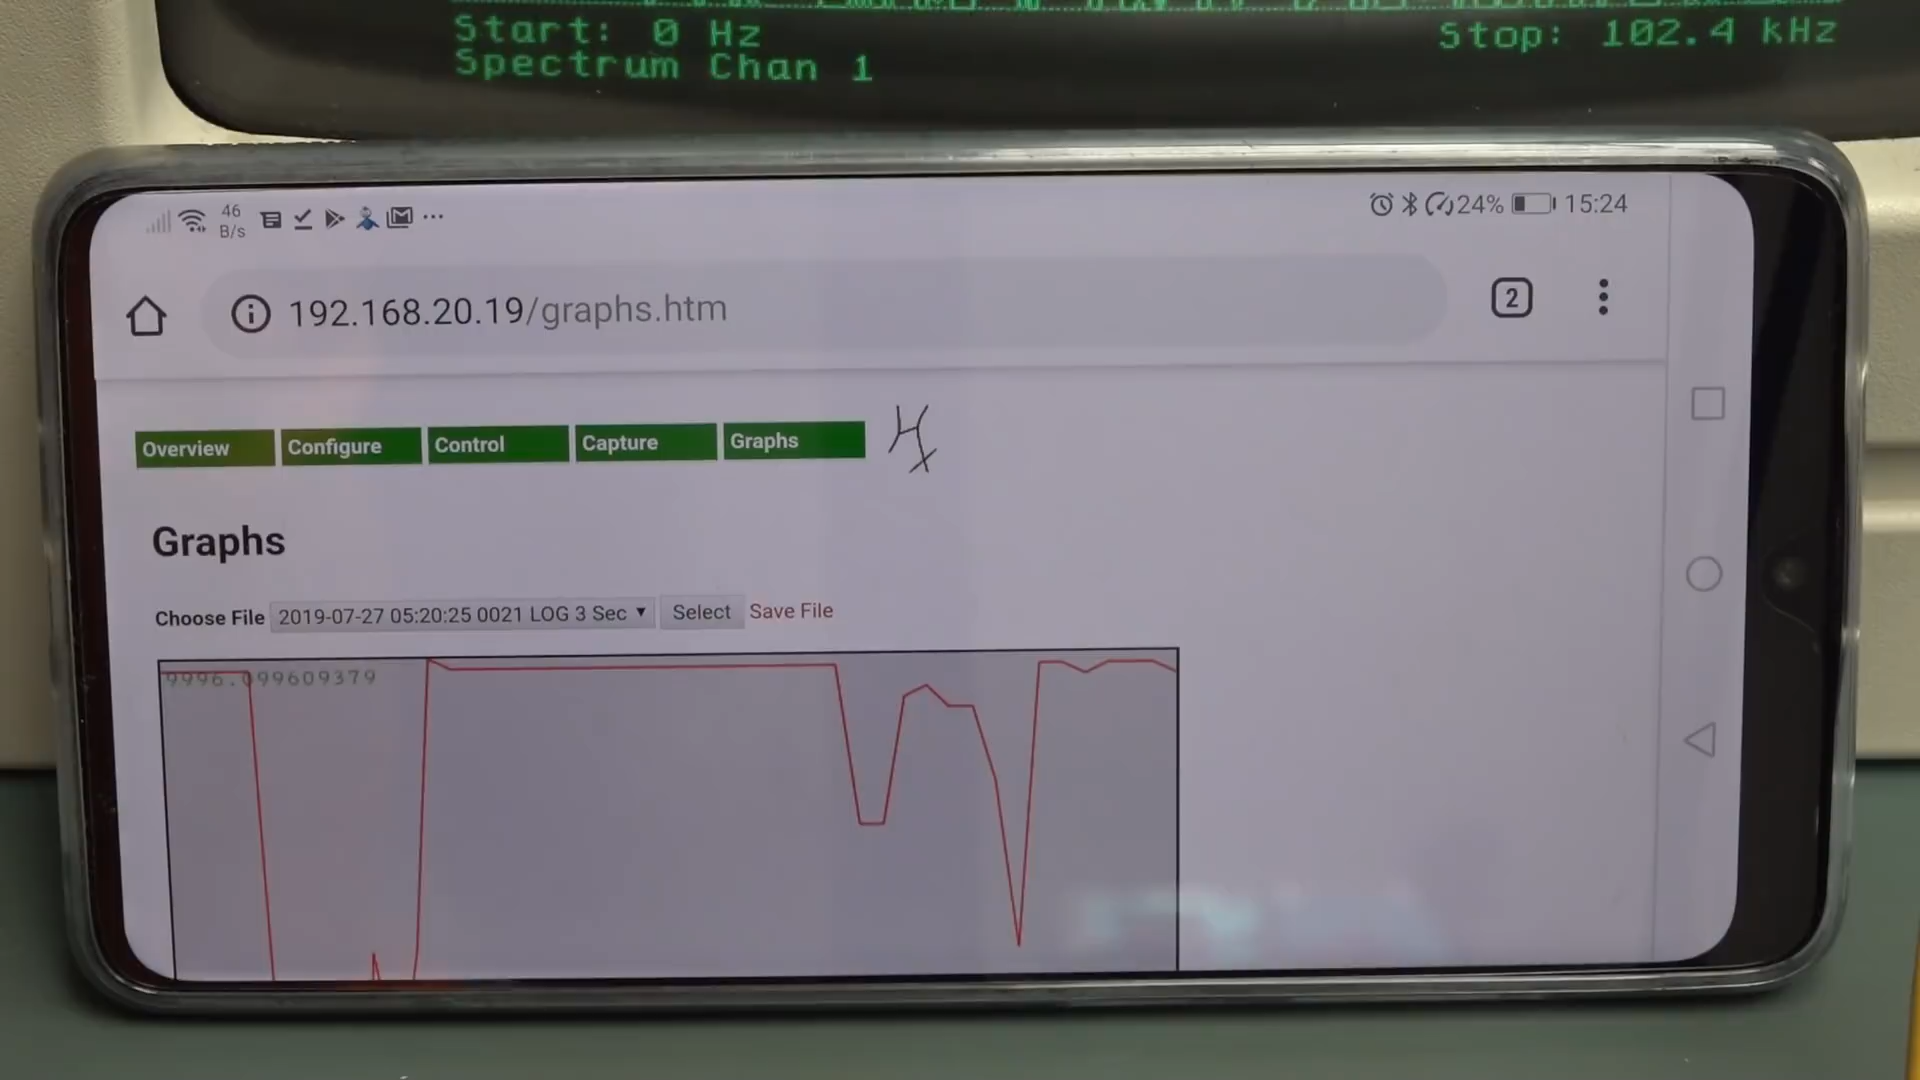 Start: 0 Hz
Stop: 102.4 kHz
Spectrum Chan 1
46
B/s
24%
15:24
192.168.20.19/graphs.htm
2
Overview
Configure
Control
Capture
Graphs
Graphs
Choose File
2019-07-27 05:20:25 0021 LOG 3 Sec
Select
Save File
9996.099609379